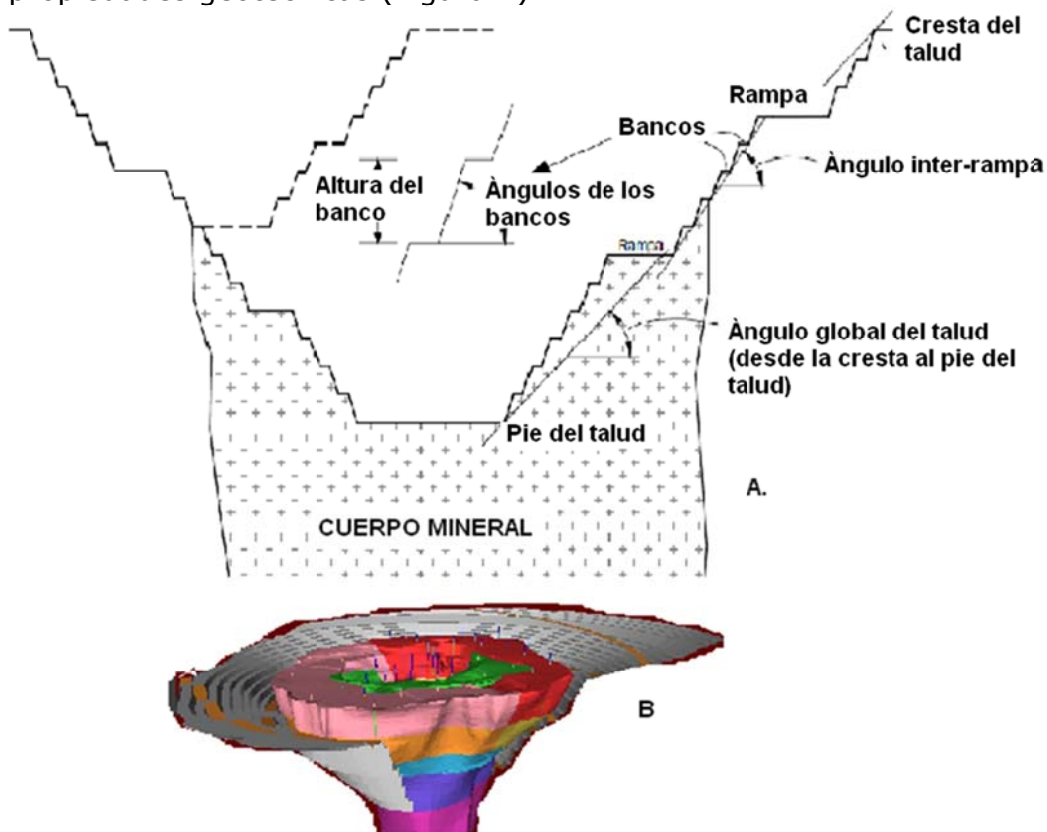 Cresta del
talud
Rampa
Bancos
Àngulo inter-rampa
Altura del
banco
Àngulos de los
bancos
Rampa
Àngulo global del talud
(desde la cresta al pie del
talud)
Pie del talud
A.
CUERPO MINERAL
B